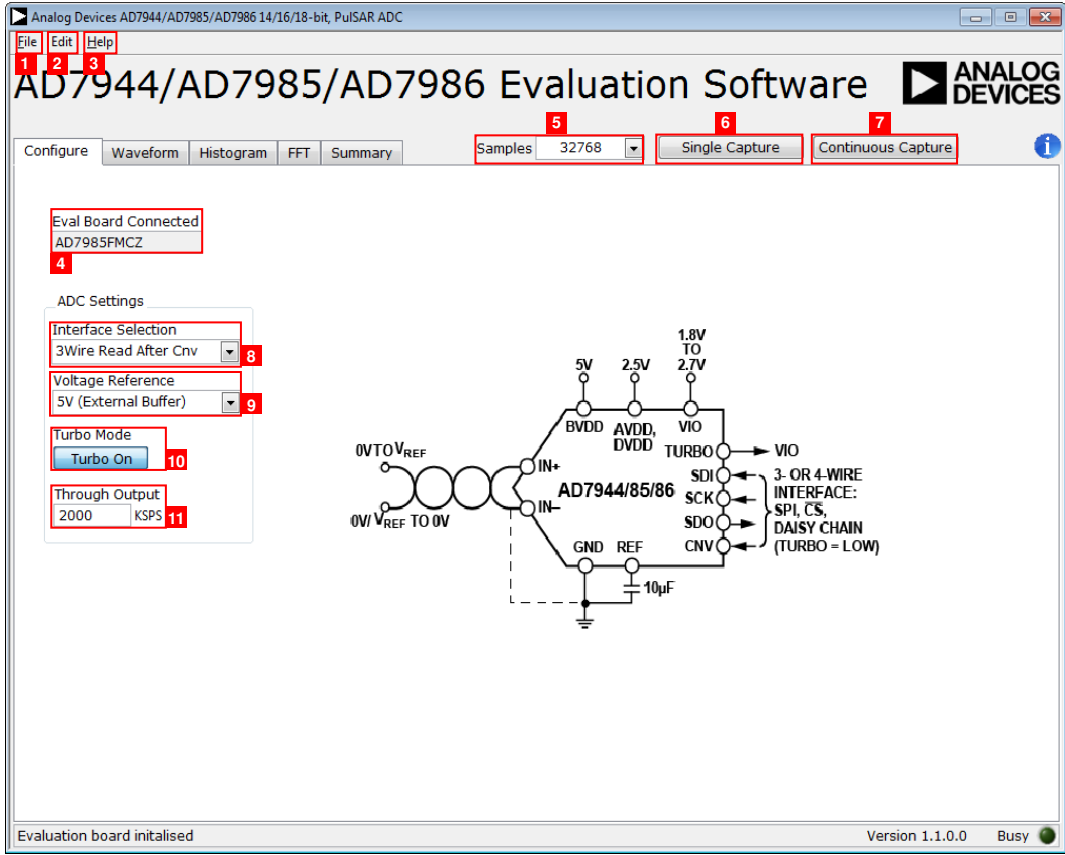 Analog Devices AD7944/AD7985/AD7986 14/16/18-bit, PulSAR ADC
File Edit Help
1 2 3
AD7944/AD7985/AD7986 Evaluation Software
ANALOG
DEVICES
5 6 7
Configure Waveform Histogram FFT Summary
Samples 32768 Single Capture Continuous Capture i
Eval Board Connected
AD7985FMCZ
4
ADC Settings
Interface Selection
3Wire Read After Cnv 8
Voltage Reference
5V (External Buffer) 9
Turbo Mode
Turbo On 10
Through Output
2000 KSPS 11
1.8V
TO
5V 2.5V 2.7V
BVDD AVDD, VIO
DVDD
TURBO VIO
0V TO VREF
IN+
SDI 3- OR 4-WIRE
AD7944/85/86 SCK INTERFACE:
IN– SPI, CS,
0V/ VREF TO 0V
SDO DAISY CHAIN
GND REF CNV (TURBO = LOW)
10µF
Evaluation board initalised Version 1.1.0.0 Busy